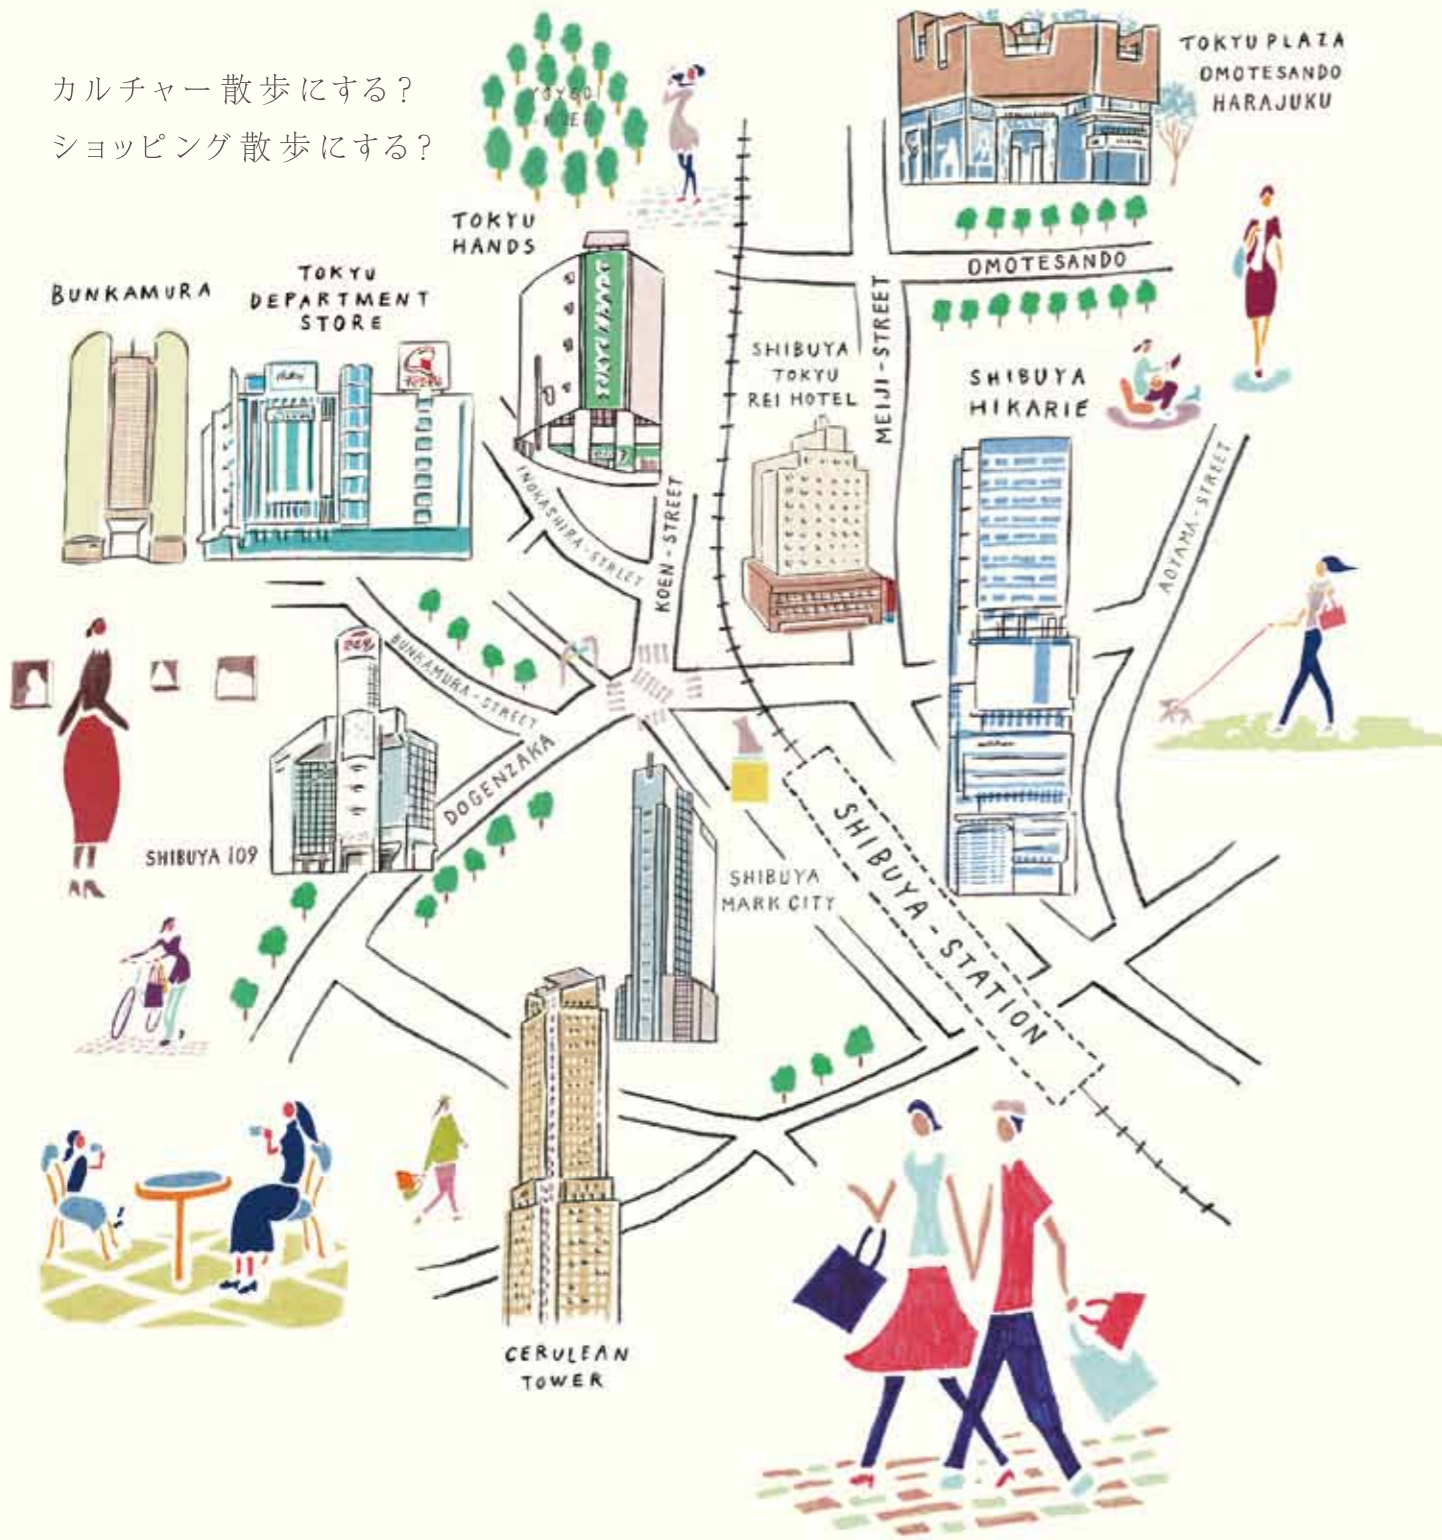 カルチャー散歩にする?
ショッピング散歩にする?
TOKYU PLAZA
OMOTESANDO
HARAJUKU
TOKYU
HANDS
BUNKAMURA
TOKYU
DEPARTMENT
STORE
OMOTESANDO
MEIJI-STREET
SHIBUYA
TOKYU
REI HOTEL
SHIBUYA
HIKARIE
AOYAMA-STREET
INOKASHIRA-STREET
KOEN-STREET
BUNKAMURA-STREET
DOGENZAKA
SHIBUYA 109
SHIBUYA
MARK CITY
SHIBUYA-STATION
CERULEAN
TOWER